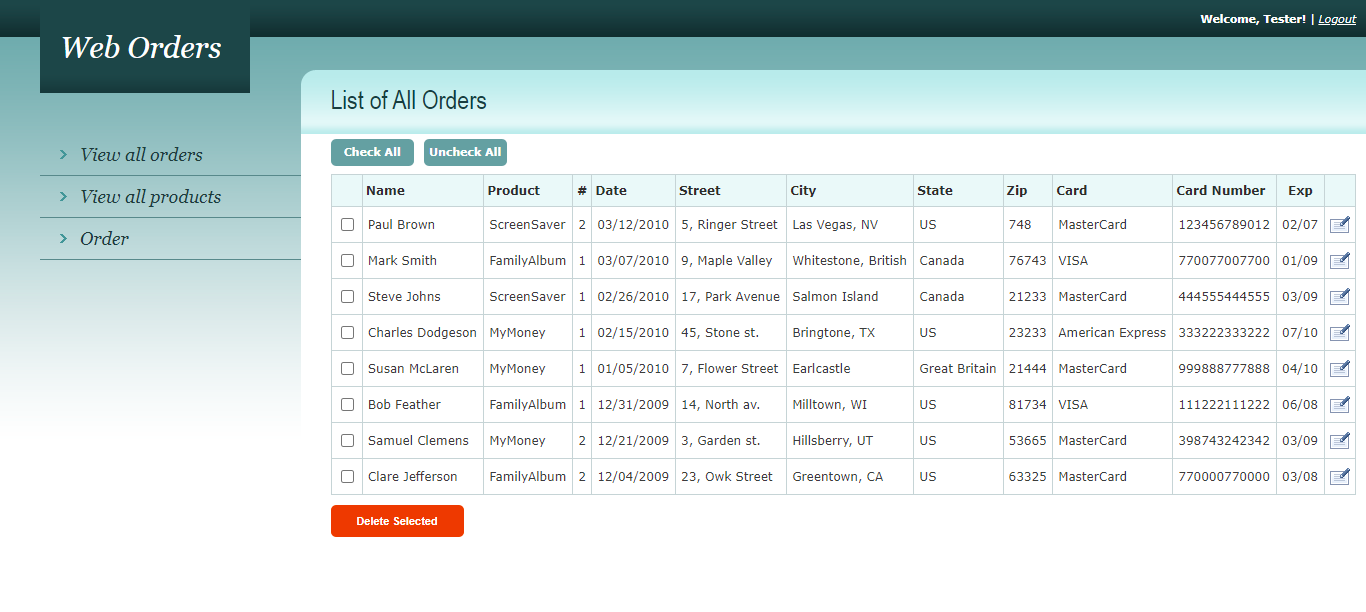 Welcome, Tester! | Logout
Web Orders
View all orders
View all products
Order
List of All Orders
Check All Uncheck All
Name Product # Date Street City State Zip Card Card Number Exp
Paul Brown ScreenSaver 2 03/12/2010 5, Ringer Street Las Vegas, NV US 748 MasterCard 123456789012 02/07
Mark Smith FamilyAlbum 1 03/07/2010 9, Maple Valley Whitestone, British Canada 76743 VISA 770077007700 01/09
Steve Johns ScreenSaver 1 02/26/2010 17, Park Avenue Salmon Island Canada 21233 MasterCard 444555444555 03/09
Charles Dodgeson MyMoney 1 02/15/2010 45, Stone st. Bringtone, TX US 23233 American Express 333222333222 07/10
Susan McLaren MyMoney 1 01/05/2010 7, Flower Street Earlcastle Great Britain 21444 MasterCard 999888777888 04/10
Bob Feather FamilyAlbum 1 12/31/2009 14, North av. Milltown, WI US 81734 VISA 111222111222 06/08
Samuel Clemens MyMoney 2 12/21/2009 3, Garden st. Hillsberry, UT US 53665 MasterCard 398743242342 03/09
Clare Jefferson FamilyAlbum 2 12/04/2009 23, Owk Street Greentown, CA US 63325 MasterCard 770000770000 03/08
Delete Selected